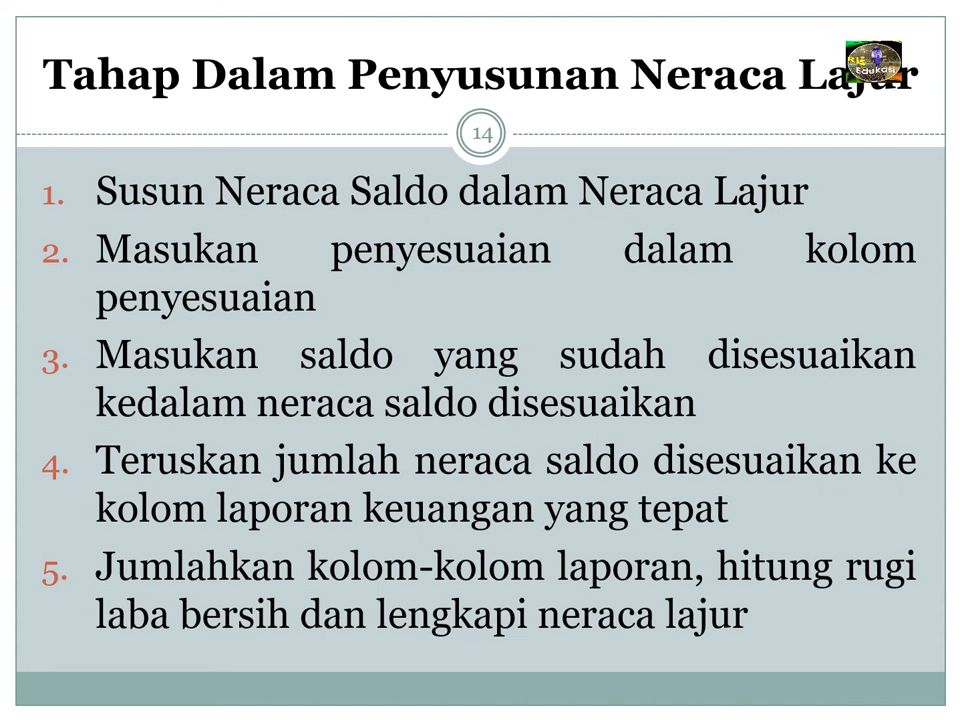 Tahap Dalam Penyusunan Neraca Lajur
Edukasi
14
1. Susun Neraca Saldo dalam Neraca Lajur
2. Masukan penyesuaian dalam kolom
penyesuaian
3. Masukan saldo yang sudah disesuaikan
kedalam neraca saldo disesuaikan
4. Teruskan jumlah neraca saldo disesuaikan ke
kolom laporan keuangan yang tepat
5. Jumlahkan kolom-kolom laporan, hitung rugi
laba bersih dan lengkapi neraca lajur